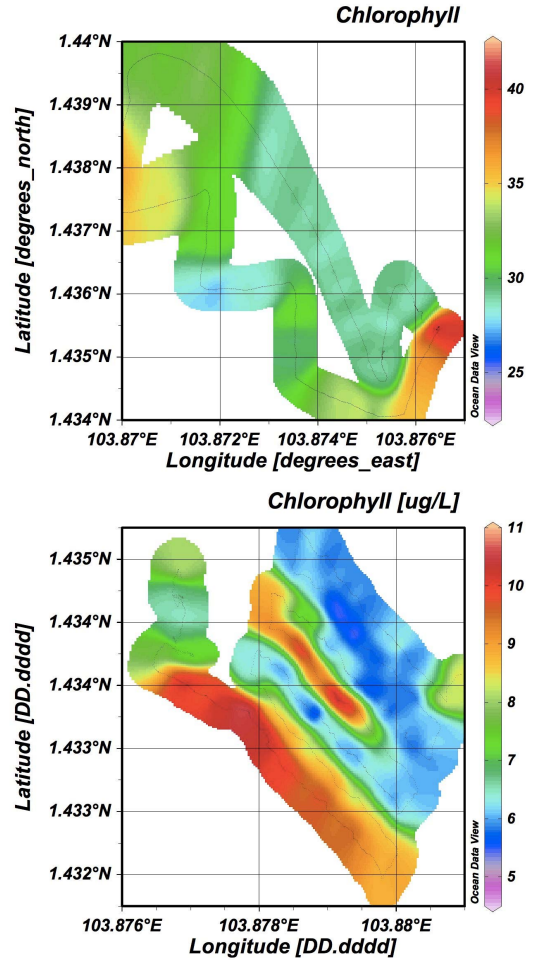 Chlorophyll
1.44°N
1.439°N
1.438°N
1.437°N
1.436°N
1.435°N
1.434°N
Latitude [degrees_north]
103.87°E 103.872°E 103.874°E 103.876°E
Longitude [degrees_east]
Ocean Data View
40
35
30
25
Chlorophyll [ug/L]
1.435°N
1.434°N
1.434°N
1.433°N
1.433°N
1.432°N
Latitude [DD.dddd]
103.876°E 103.878°E 103.88°E
Longitude [DD.dddd]
Ocean Data View
11
10
9
8
7
6
5